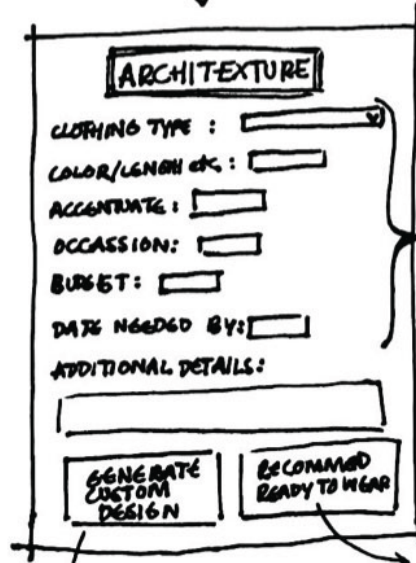 ARCHITEXTURE
CLOTHING TYPE :
COLOR/LENGTH etc. :
ACCENTUATE :
OCCASSION:
BUDGET:
DATE NEEDED BY:
ADDITIONAL DETAILS:
GENERATE
CUSTOM
DESIGN
RECOMMED
READY TO WEAR